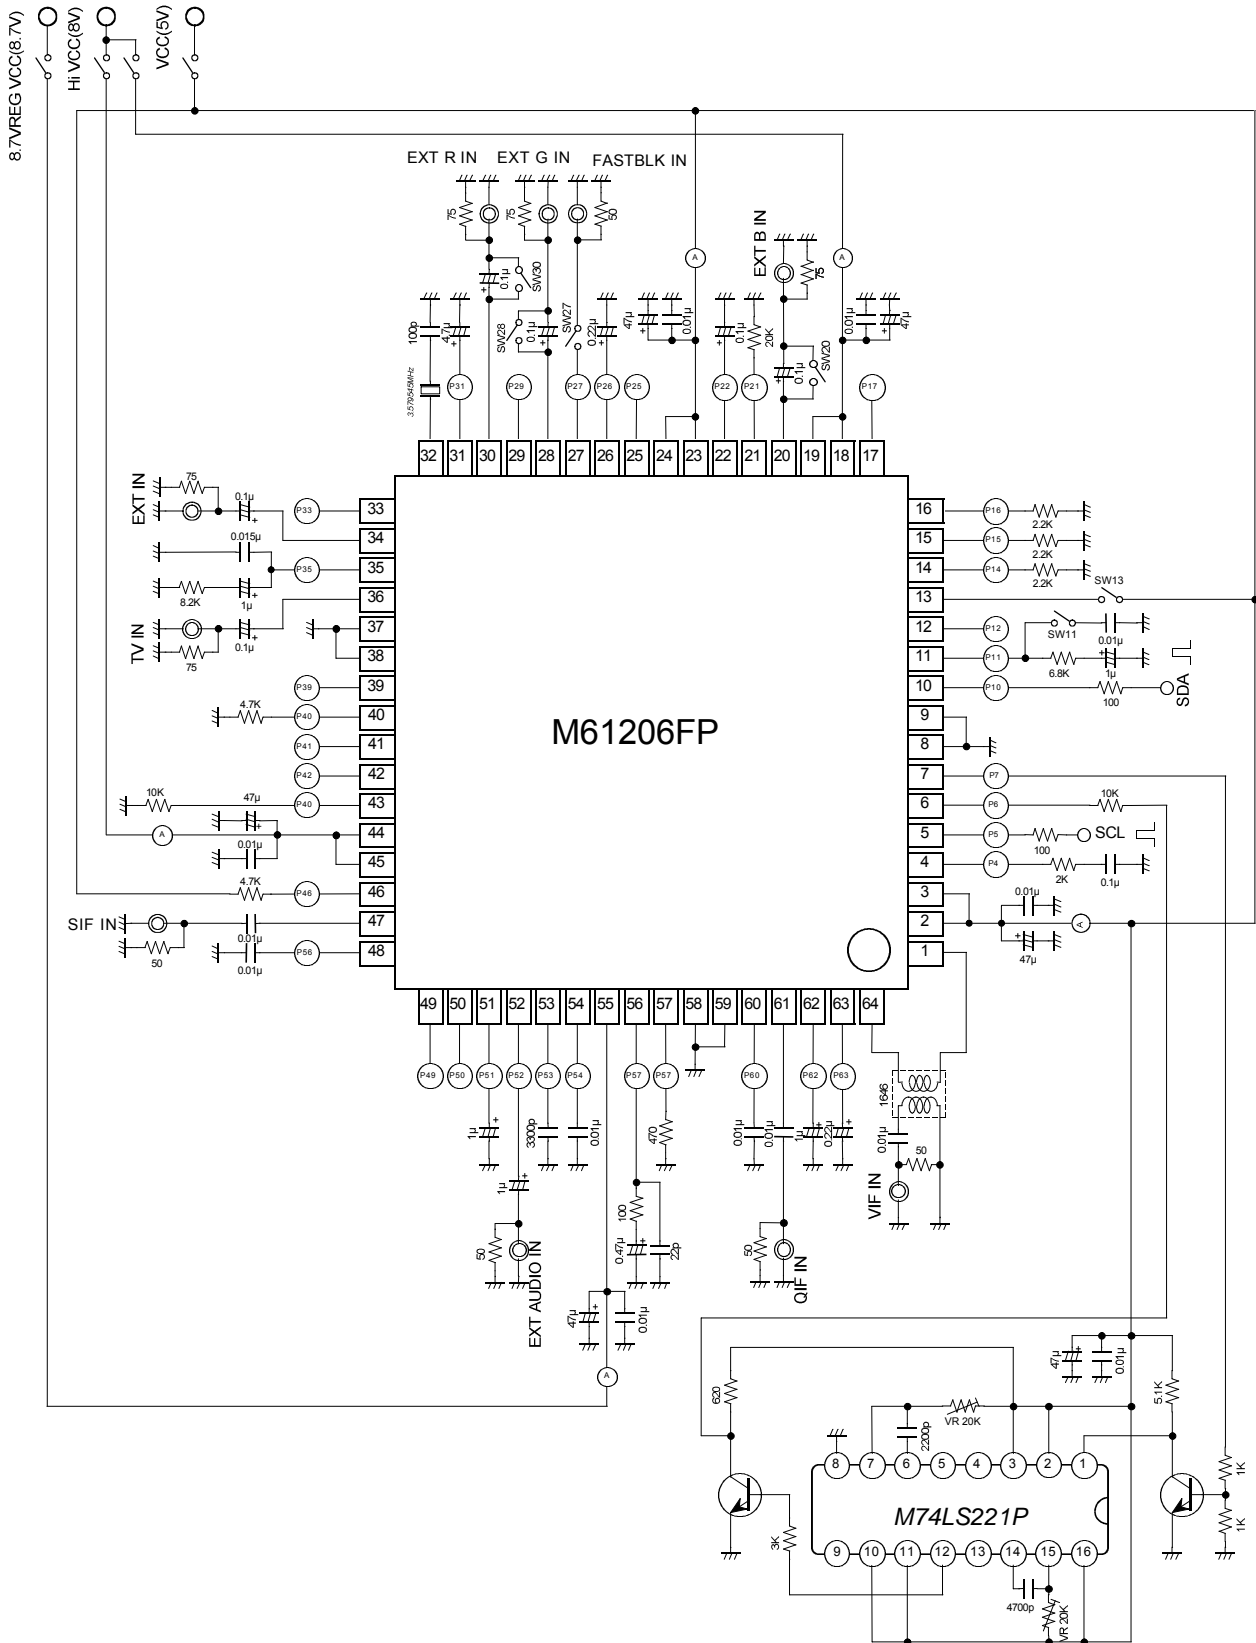 8.7VREG VCC(8.7V)
Hi VCC(8V)
VCC(5V)
EXT R IN
EXT G IN
FASTBLK IN
EXT B IN
75
75
50
75
0.1μ
SW30
SW28
0.1μ
SW27
0.22μ
47μ
0.01μ
A
0.1μ
20K
0.1μ
SW20
A
0.01μ
47μ
100p
4.7μ
3.579545MHz
P31
P29
P27
P26
P25
P22
P21
P17
32 31 30 29 28 27 26 25 24 23 22 21 20 19 18 17
EXT IN
75
0.1μ
P33
33
34
0.015μ
P35
35
8.2K
1μ
36
TV IN
75
0.1μ
37
38
P39
39
4.7K
P40
40
P41
41
P42
42
10K
P40
43
47μ
A
44
0.01μ
45
4.7K
P46
46
SIF IN
50
0.01μ
47
0.01μ
P56
48
M61206FP
16
P16
2.2K
15
P15
2.2K
14
P14
2.2K
13
SW13
12
P12
SW11
0.01μ
11
P11
6.8K
1μ
10
P10
100
SDA
9
8
7
P7
6
P6
10K
5
P5
100
SCL
4
P4
2K
0.1μ
3
0.01μ
2
A
47μ
1
49 50 51 52 53 54 55 56 57 58 59 60 61 62 63 64
P49
P50
P51
P52
P53
P54
P57
P57
P60
P62
P63
1μ
3300p
0.01μ
470
0.01μ
0.01μ
1μ
0.22μ
1646
0.01μ
50
VIF IN
1μ
50
EXT AUDIO IN
100
0.47μ
22p
50
QIF IN
47μ
0.01μ
A
620
VR 20K
2200p
47μ
0.01μ
5.1K
1K
1K
8 7 6 5 4 3 2 1
M74LS221P
9 10 11 12 13 14 15 16
3K
4700p
VR 20K